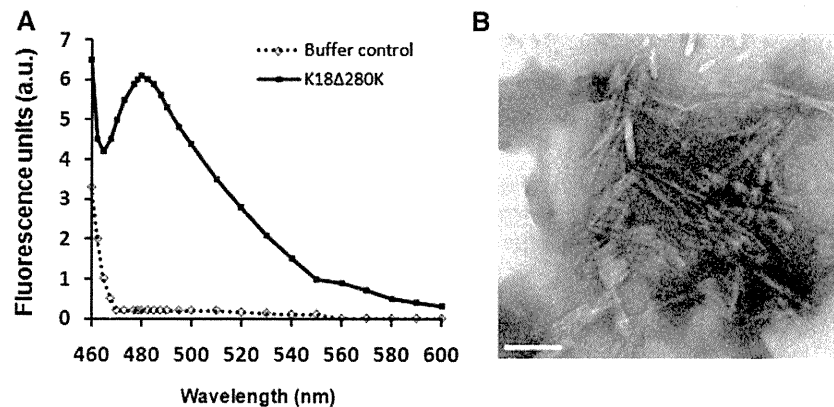 A
Fluorescence units (a.u.)
7
6
5
4
3
2
1
0
Buffer control
K18Δ280K
460 480 500 520 540 560 580 600
Wavelength (nm)
B